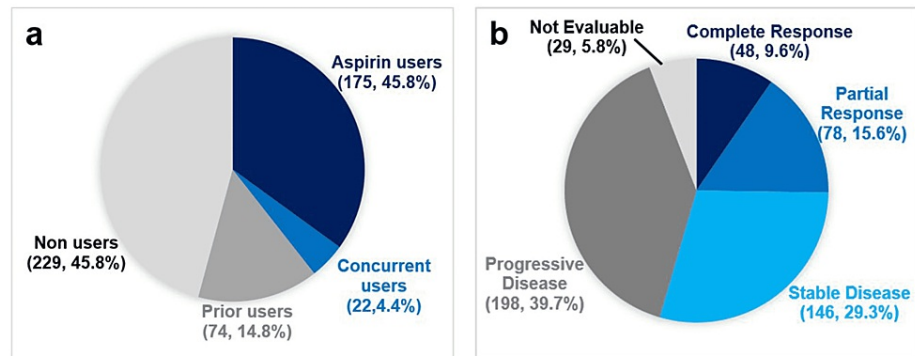 a
Aspirin users
(175, 45.8%)
Non users
(229, 45.8%)
Concurrent
users
(22,4.4%)
Prior users
(74, 14.8%)
b
Not Evaluable
(29, 5.8%)
Complete Response
(48, 9.6%)
Partial
Response
(78, 15.6%)
Progressive
Disease
(198, 39.7%)
Stable Disease
(146, 29.3%)